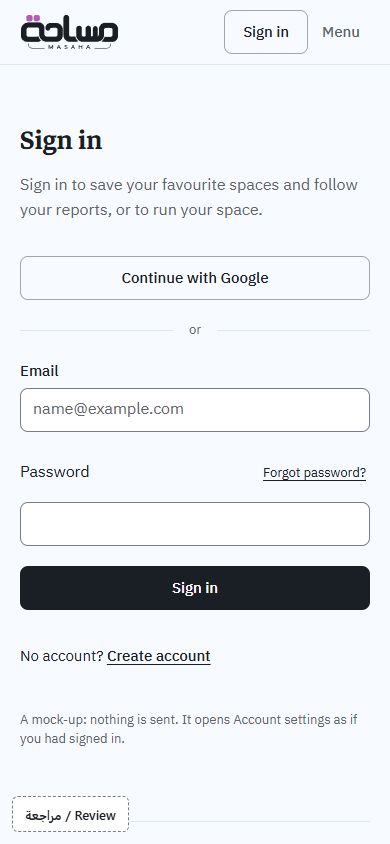 مساحة
MASAHA
Sign in
Menu
Sign in
Sign in to save your favourite spaces and follow
your reports, or to run your space.
Continue with Google
or
Email
name@example.com
Password
Forgot password?
Sign in
No account? Create account
A mock-up: nothing is sent. It opens Account settings as if
you had signed in.
مراجعة / Review